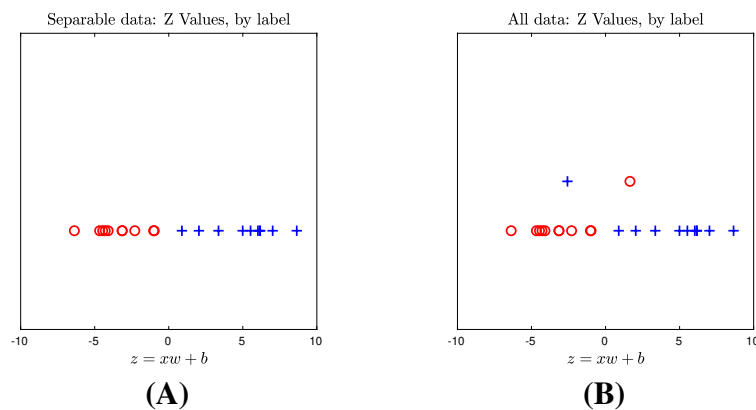 Separable data: Z Values, by label
-10 -5 0 5 10
z = xw + b
(A)
All data: Z Values, by label
-10 -5 0 5 10
z = xw + b
(B)